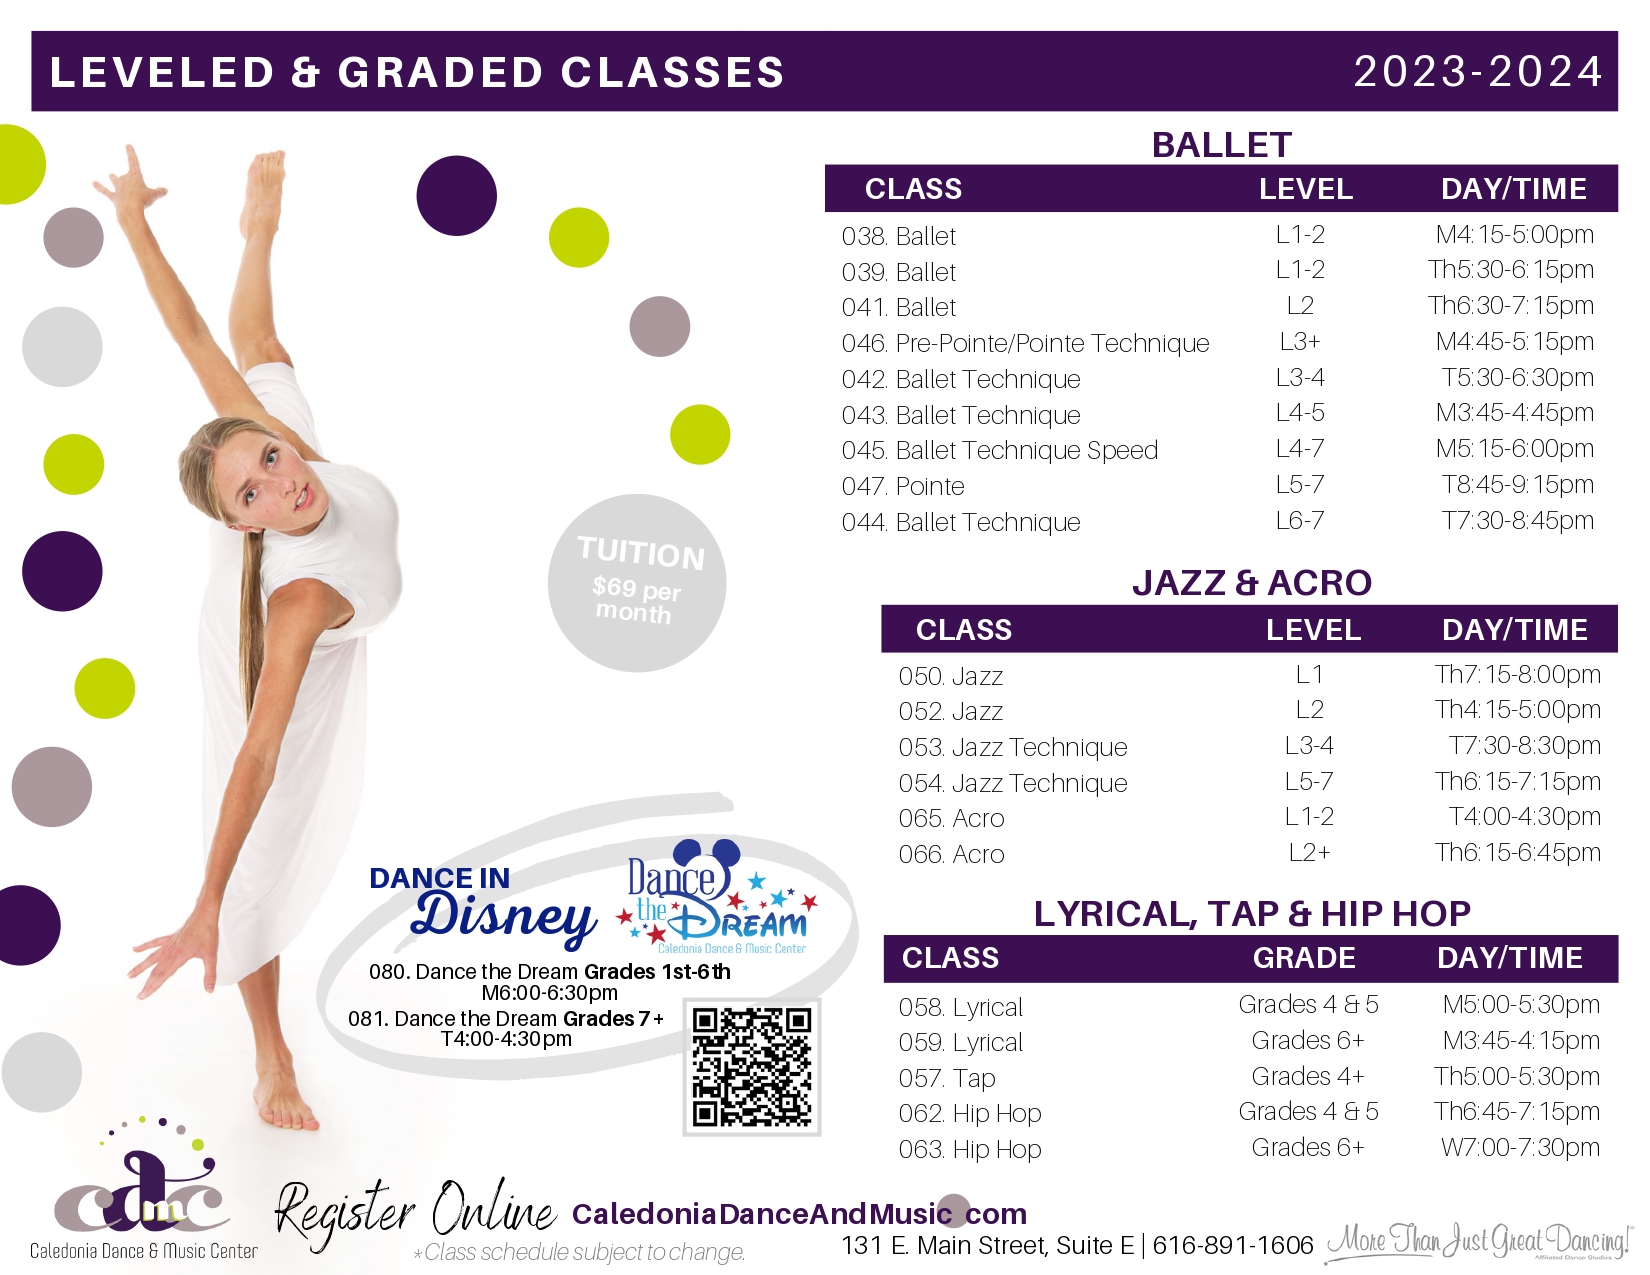 LEVELED & GRADED CLASSES 2023-2024
BALLET
CLASS LEVEL DAY/TIME
038. Ballet L1-2 M4:15-5:00pm
039. Ballet L1-2 Th5:30-6:15pm
041. Ballet L2 Th6:30-7:15pm
046. Pre-Pointe/Pointe Technique L3+ M4:45-5:15pm
042. Ballet Technique L3-4 T5:30-6:30pm
043. Ballet Technique L4-5 M3:45-4:45pm
045. Ballet Technique Speed L4-7 M5:15-6:00pm
047. Pointe L5-7 T8:45-9:15pm
044. Ballet Technique L6-7 T7:30-8:45pm
TUITION
$69 per
month
JAZZ & ACRO
CLASS LEVEL DAY/TIME
050. Jazz L1 Th7:15-8:00pm
052. Jazz L2 Th4:15-5:00pm
053. Jazz Technique L3-4 T7:30-8:30pm
054. Jazz Technique L5-7 Th6:15-7:15pm
065. Acro L1-2 T4:00-4:30pm
066. Acro L2+ Th6:15-6:45pm
DANCE IN
Disney
Dance
the DREAM
Caledonia Dance & Music Center
080. Dance the Dream Grades 1st-6th
M6:00-6:30pm
081. Dance the Dream Grades 7+
T4:00-4:30pm
LYRICAL, TAP & HIP HOP
CLASS GRADE DAY/TIME
058. Lyrical Grades 4 & 5 M5:00-5:30pm
059. Lyrical Grades 6+ M3:45-4:15pm
057. Tap Grades 4+ Th5:00-5:30pm
062. Hip Hop Grades 4 & 5 Th6:45-7:15pm
063. Hip Hop Grades 6+ W7:00-7:30pm
cdmc
Caledonia Dance & Music Center
Register Online CaledoniaDanceAndMusic com
*Class schedule subject to change.
131 E. Main Street, Suite E | 616-891-1606
More Than Just Great Dancing!
Affiliated Dance Studios